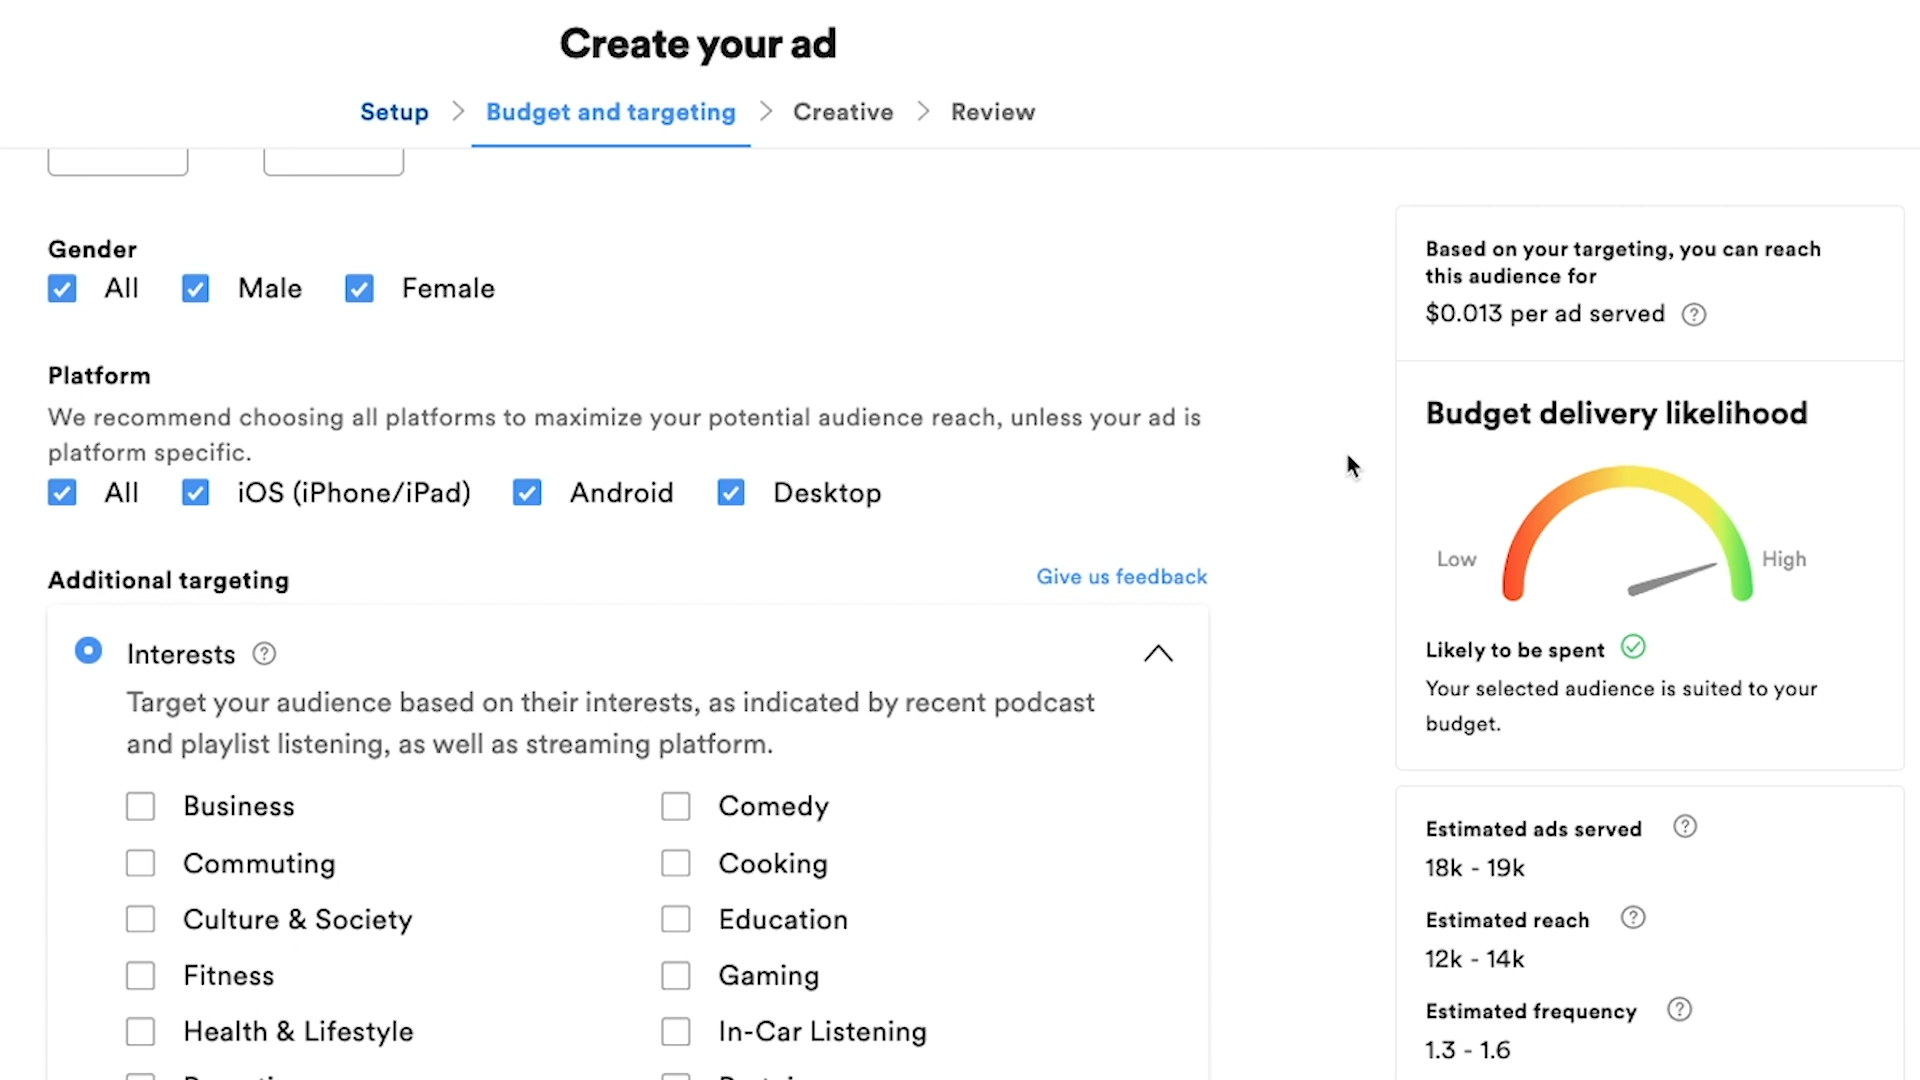 Create your ad
Setup > Budget and targeting > Creative > Review
Gender
All Male Female
Platform
We recommend choosing all platforms to maximize your potential audience reach, unless your ad is
platform specific.
All iOS (iPhone/iPad) Android Desktop
Additional targeting
Give us feedback
Interests ?
Target your audience based on their interests, as indicated by recent podcast
and playlist listening, as well as streaming platform.
Business
Comedy
Commuting
Cooking
Culture & Society
Education
Fitness
Gaming
Health & Lifestyle
In-Car Listening
Based on your targeting, you can reach
this audience for
$0.013 per ad served ?
Budget delivery likelihood
Low
High
Likely to be spent
Your selected audience is suited to your
budget.
Estimated ads served ?
18k - 19k
Estimated reach ?
12k - 14k
Estimated frequency ?
1.3 - 1.6